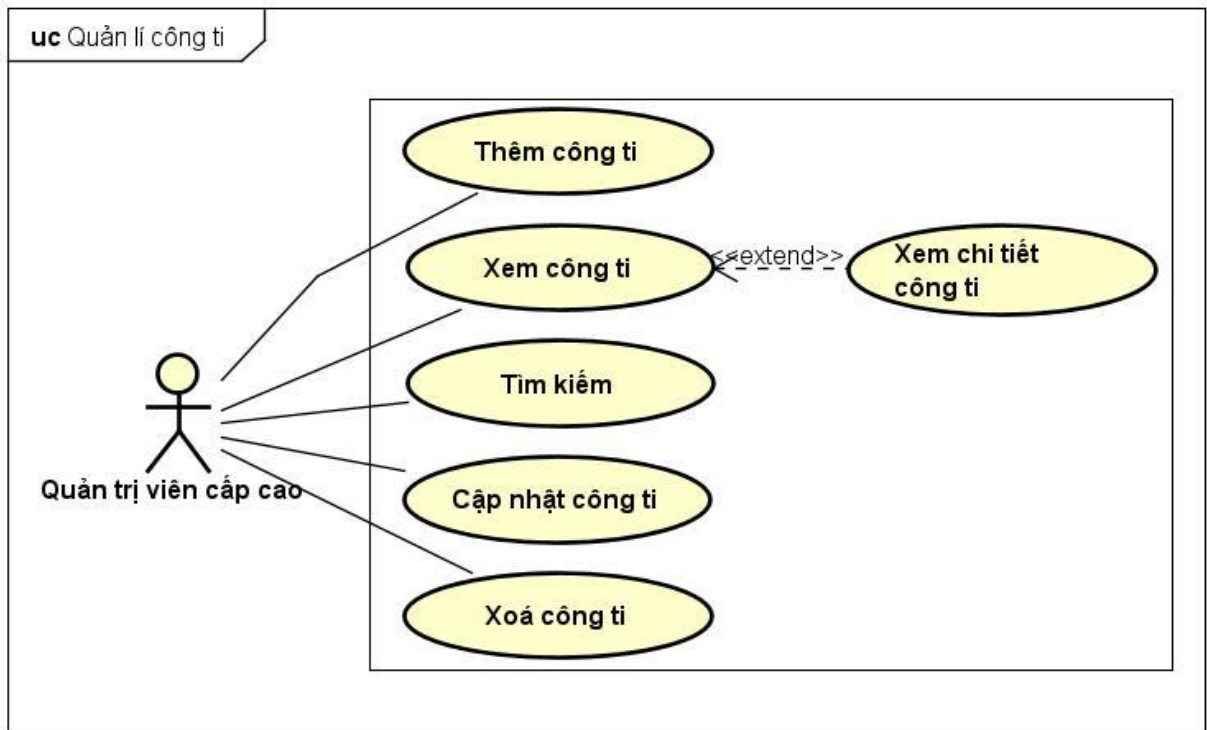 uc Quản lí công ti
Thêm công ti
Xem công ti
<<extend>>
Xem chi tiết
công ti
Tìm kiếm
Cập nhật công ti
Quản trị viên cấp cao
Xoá công ti